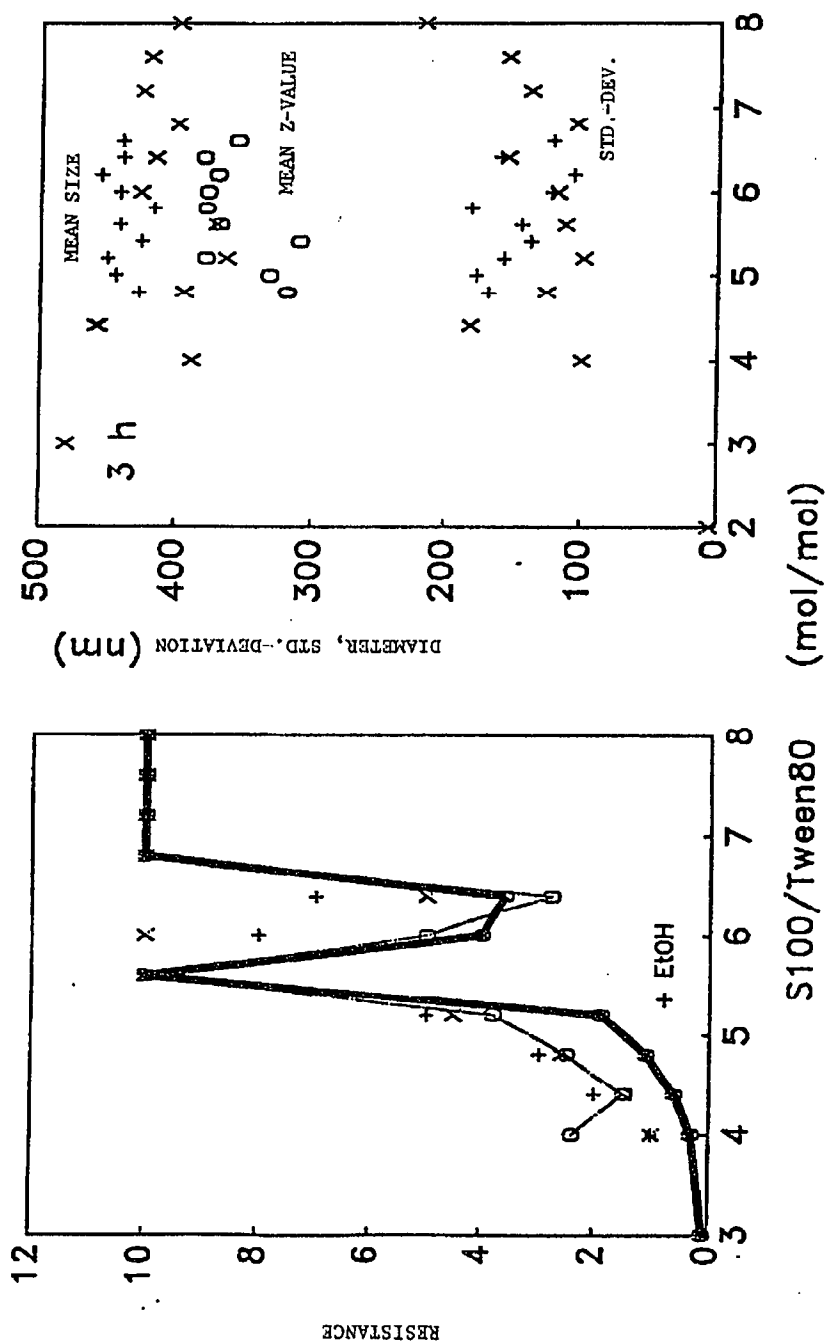 12
10
8
6
4
2
0
RESISTANCE
+ EtOH
3 4 5 6 7 8
S100/Tween80 (mol/mol)
500
400
300
200
100
0
DIAMETER, STD.-DEVIATION (nm)
3 h
MEAN SIZE
MEAN Z-VALUE
STD.-DEV.
2 3 4 5 6 7 8